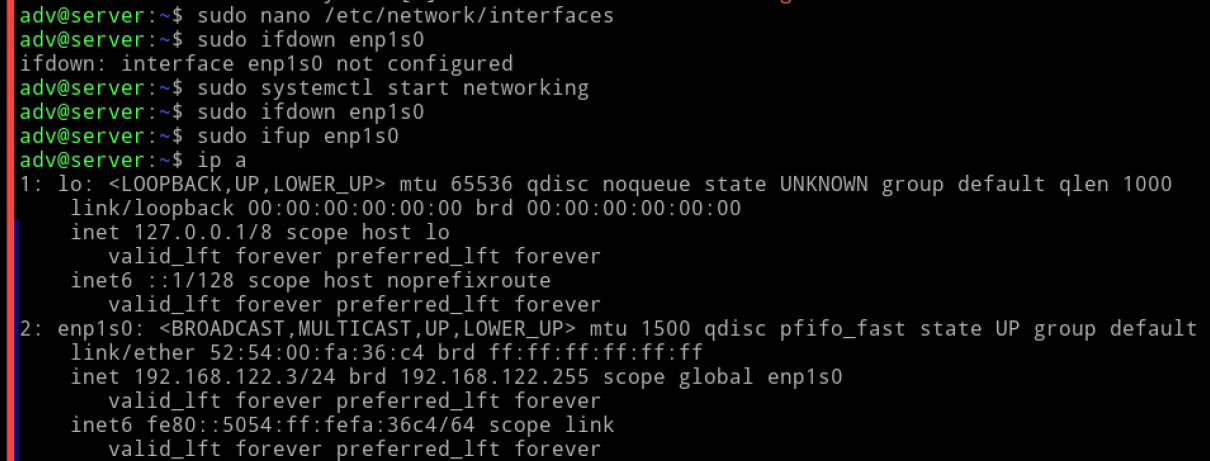 adv@server:~$ sudo nano /etc/network/interfaces
adv@server:~$ sudo ifdown enp1s0
ifdown: interface enp1s0 not configured
adv@server:~$ sudo systemctl start networking
adv@server:~$ sudo ifdown enp1s0
adv@server:~$ sudo ifup enp1s0
adv@server:~$ ip a
1: lo: <LOOPBACK,UP,LOWER_UP> mtu 65536 qdisc noqueue state UNKNOWN group default qlen 1000
    link/loopback 00:00:00:00:00:00 brd 00:00:00:00:00:00
    inet 127.0.0.1/8 scope host lo
       valid_lft forever preferred_lft forever
    inet6 ::1/128 scope host noprefixroute
       valid_lft forever preferred_lft forever
2: enp1s0: <BROADCAST,MULTICAST,UP,LOWER_UP> mtu 1500 qdisc pfifo_fast state UP group default
    link/ether 52:54:00:fa:36:c4 brd ff:ff:ff:ff:ff:ff
    inet 192.168.122.3/24 brd 192.168.122.255 scope global enp1s0
       valid_lft forever preferred_lft forever
    inet6 fe80::5054:ff:fefa:36c4/64 scope link
       valid_lft forever preferred_lft forever